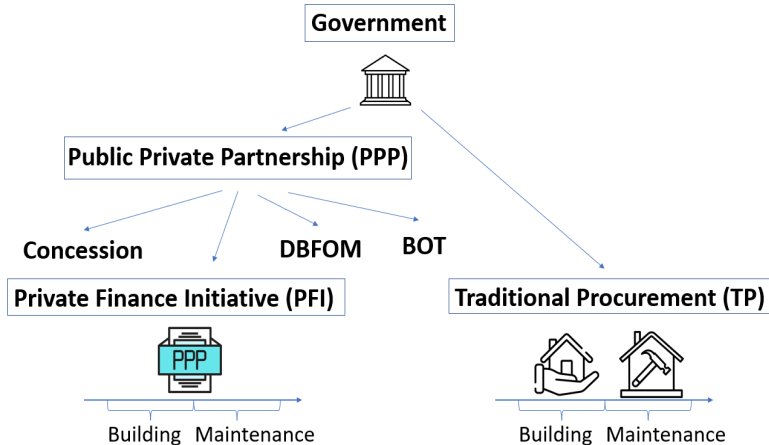 Government
Public Private Partnership (PPP)
Concession
DBFOM
BOT
Private Finance Initiative (PFI)
Traditional Procurement (TP)
PPP
Building
Maintenance
Building
Maintenance